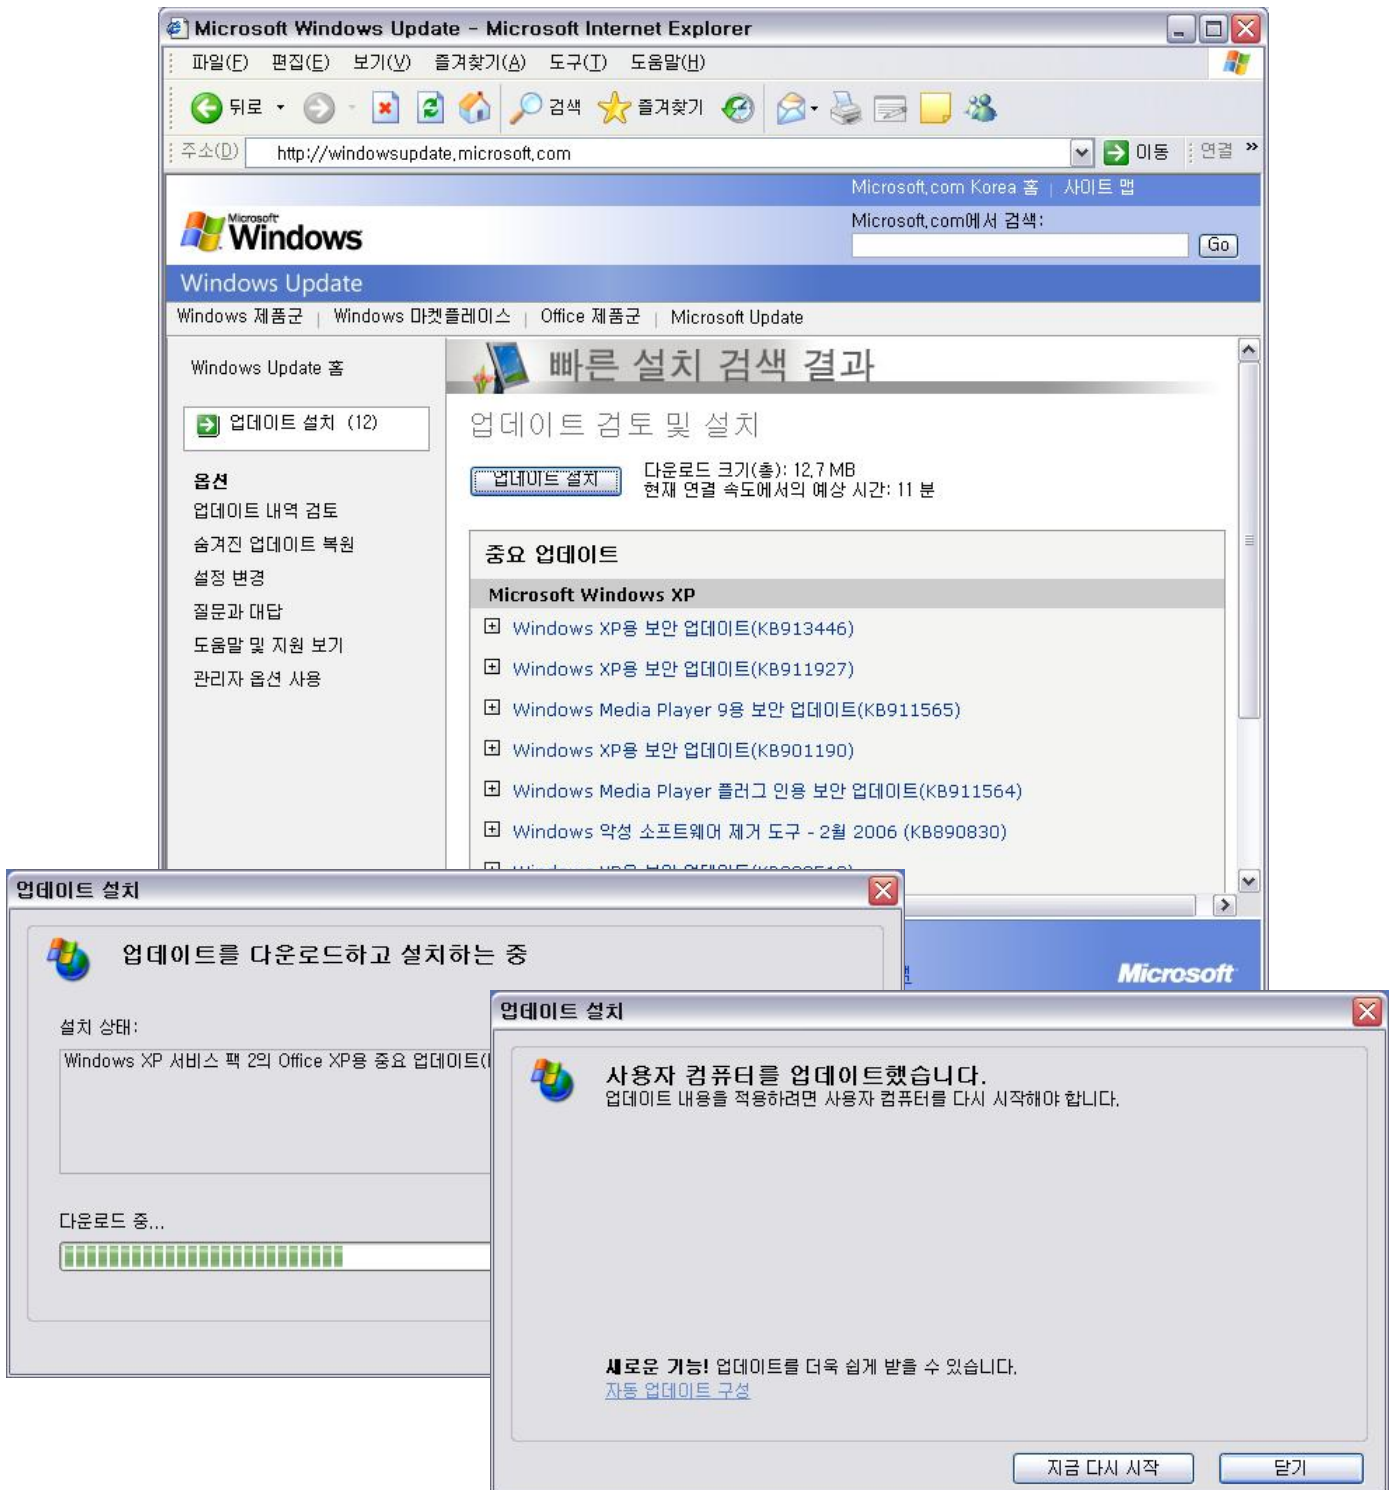 Microsoft Windows Update - Microsoft Internet Explorer
파일(F) 편집(E) 보기(V) 즐겨찾기(A) 도구(T) 도움말(H)
뒤로 검색 즐겨찾기
주소(D) http://windowsupdate.microsoft.com 이동 연결 »
Microsoft.com Korea 홈 | 사이트 맵
Microsoft Windows
Microsoft.com에서 검색:
Go
Windows Update
Windows 제품군 | Windows 마켓플레이스 | Office 제품군 | Microsoft Update
Windows Update 홈
업데이트 설치 (12)
옵션
업데이트 내역 검토
숨겨진 업데이트 복원
설정 변경
질문과 대답
도움말 및 지원 보기
관리자 옵션 사용
빠른 설치 검색 결과
업데이트 검토 및 설치
업데이트 설치
다운로드 크기(총): 12.7 MB
현재 연결 속도에서의 예상 시간: 11 분
중요 업데이트
Microsoft Windows XP
Windows XP용 보안 업데이트(KB913446)
Windows XP용 보안 업데이트(KB911927)
Windows Media Player 9용 보안 업데이트(KB911565)
Windows XP용 보안 업데이트(KB901190)
Windows Media Player 플러그 인용 보안 업데이트(KB911564)
Windows 악성 소프트웨어 제거 도구 - 2월 2006 (KB890830)
Microsoft
업데이트 설치
업데이트를 다운로드하고 설치하는 중
설치 상태:
Windows XP 서비스 팩 2의 Office XP용 중요 업데이트(
다운로드 중...
업데이트 설치
사용자 컴퓨터를 업데이트했습니다.
업데이트 내용을 적용하려면 사용자 컴퓨터를 다시 시작해야 합니다.
새로운 기능! 업데이트를 더욱 쉽게 받을 수 있습니다.
자동 업데이트 구성
지금 다시 시작 닫기